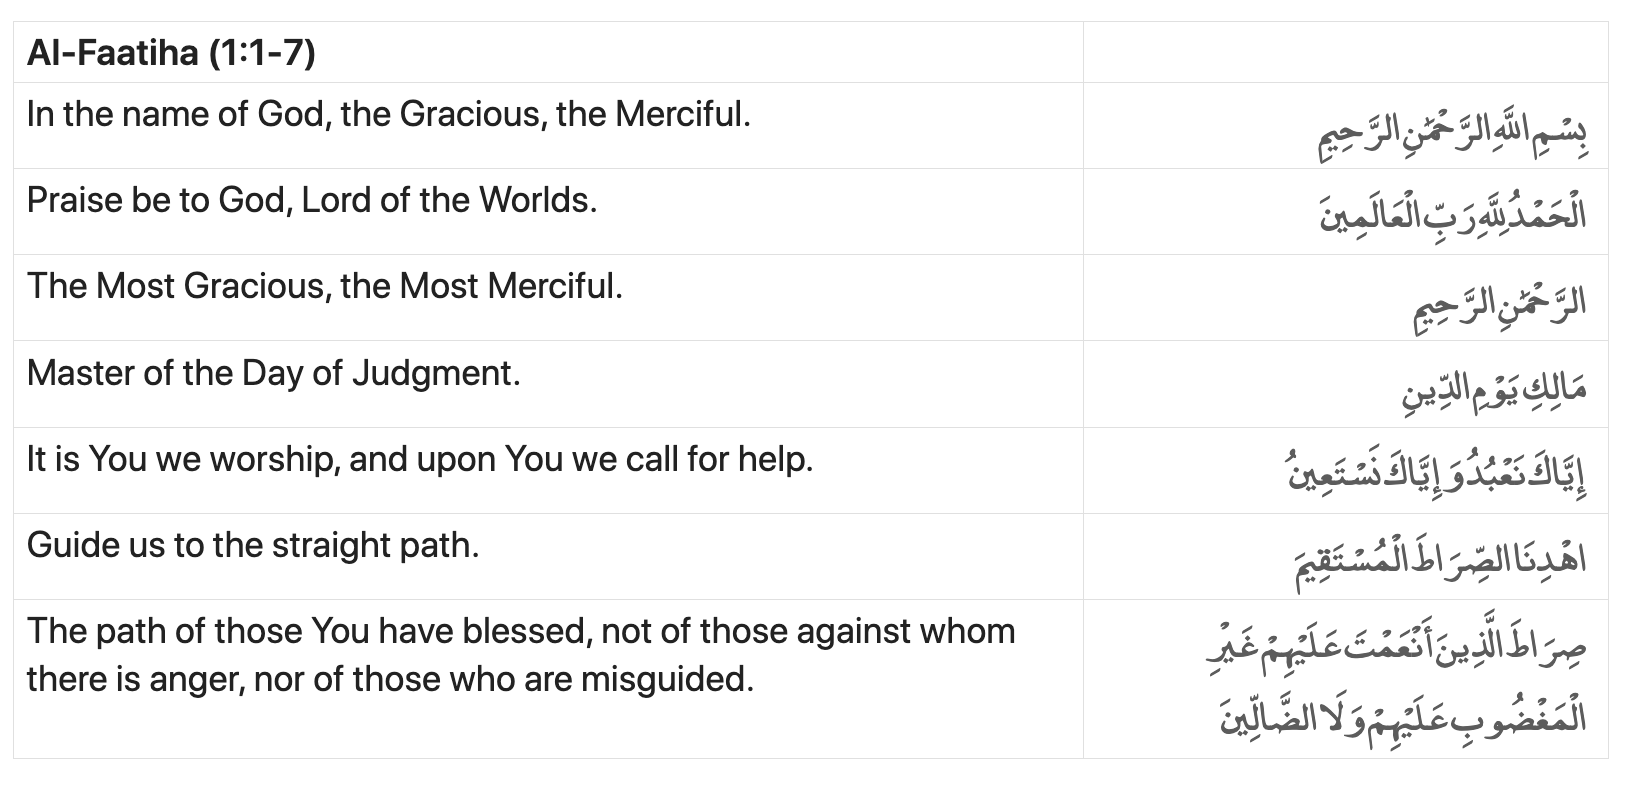 Al-Faatiha (1:1-7)
In the name of God, the Gracious, the Merciful.
بِسْمِ اللَّهِ الرَّحْمَٰنِ الرَّحِيمِ
Praise be to God, Lord of the Worlds.
الْحَمْدُ لِلَّهِ رَبِّ الْعَالَمِينَ
The Most Gracious, the Most Merciful.
الرَّحْمَٰنِ الرَّحِيمِ
Master of the Day of Judgment.
مَالِكِ يَوْمِ الدِّينِ
It is You we worship, and upon You we call for help.
إِيَّاكَ نَعْبُدُ وَإِيَّاكَ نَسْتَعِينُ
Guide us to the straight path.
اهْدِنَا الصِّرَاطَ الْمُسْتَقِيمَ
The path of those You have blessed, not of those against whom
there is anger, nor of those who are misguided.
صِرَاطَ الَّذِينَ أَنْعَمْتَ عَلَيْهِمْ غَيْرِ
الْمَغْضُوبِ عَلَيْهِمْ وَلَا الضَّالِّينَ